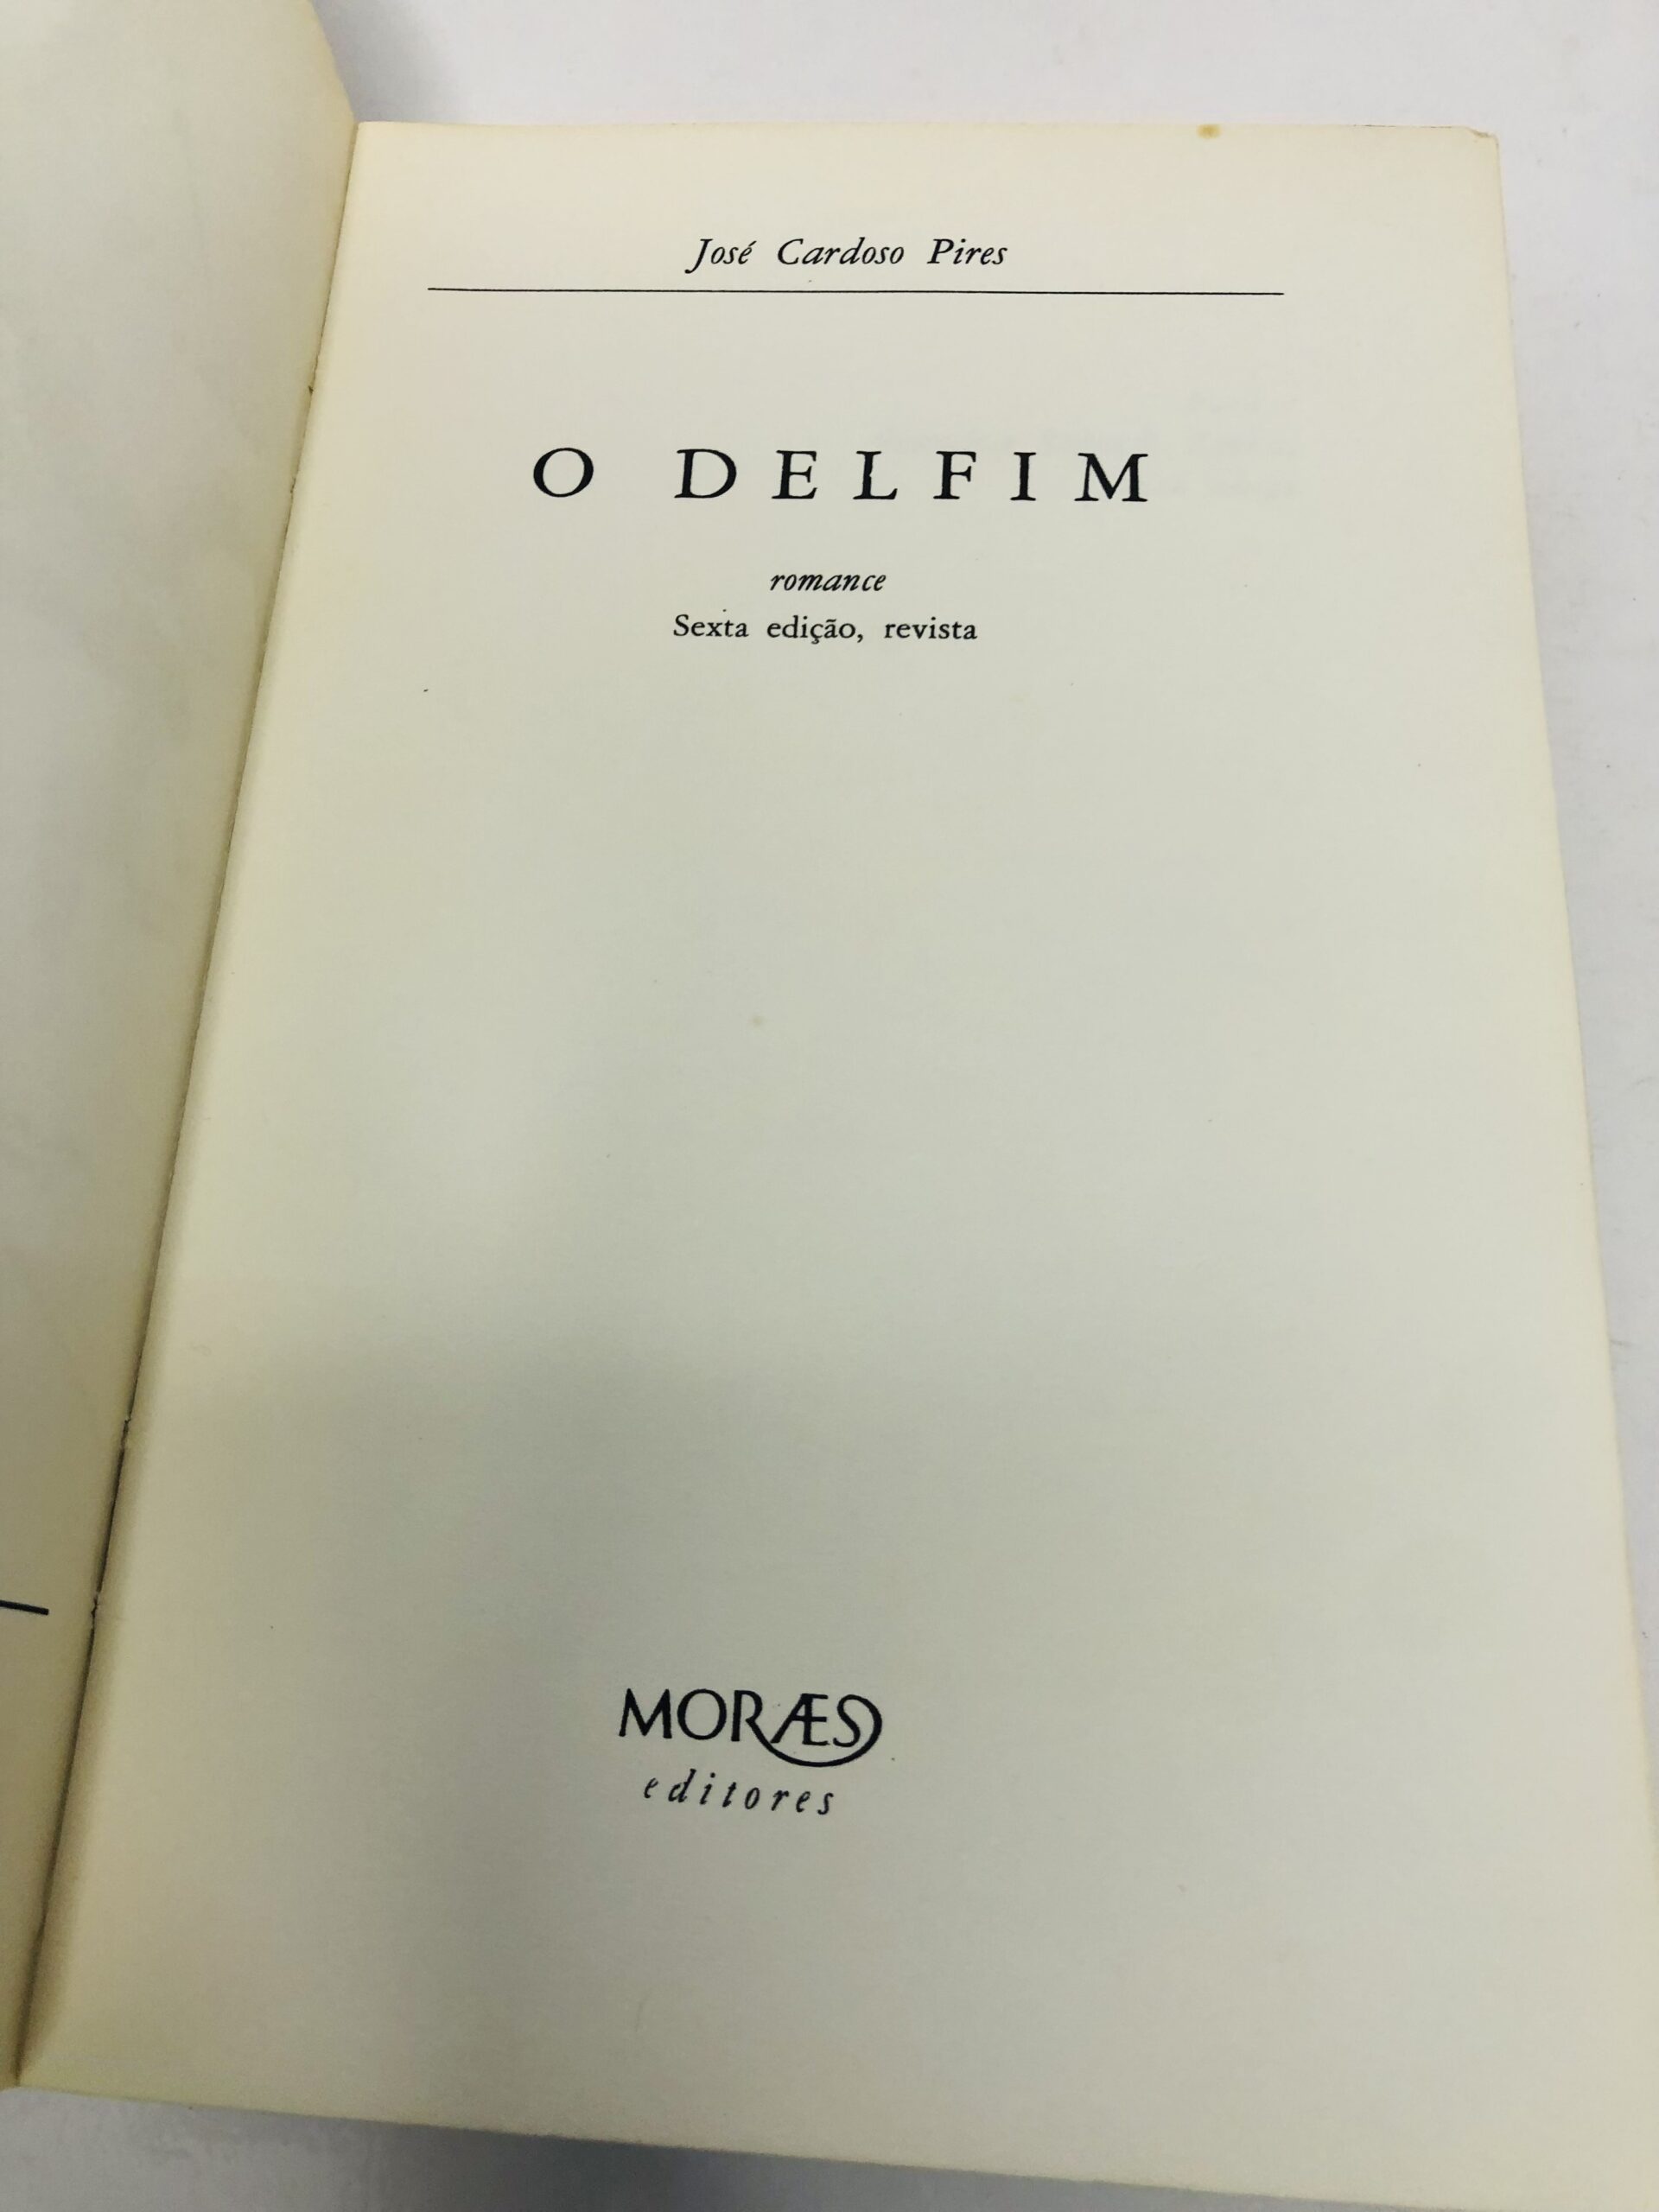 José Cardoso Pires
O DELFIM
romance
Sexta edição, revista
MORÆS
editores